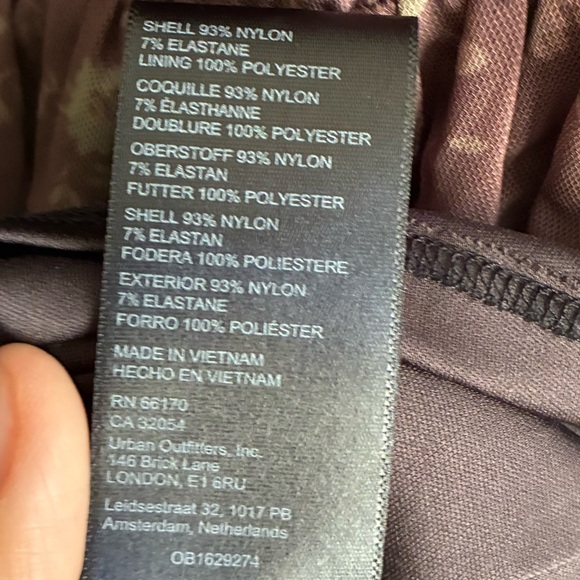 SHELL 93% NYLON
7% ELASTANE
LINING 100% POLYESTER
COQUILLE 93% NYLON
7% ÉLASTHANNE
DOUBLURE 100% POLYESTER
OBERSTOFF 93% NYLON
7% ELASTAN
FUTTER 100% POLYESTER
SHELL 93% NYLON
7% ELASTAN
FODERA 100% POLIESTERE
EXTERIOR 93% NYLON
7% ELASTANE
FORRO 100% POLIÉSTER
MADE IN VIETNAM
HECHO EN VIETNAM
RN 66170
CA 32054
Urban Outfitters, Inc.
146 Brick Lane
LONDON, E1 6RU
Leidsestraat 32, 1017 PB
Amsterdam, Netherlands
OB1629274